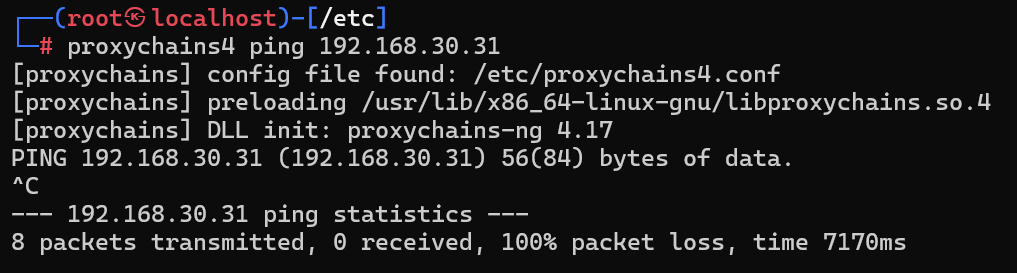 ┌──(root㉿localhost)-[/etc]
└─# proxychains4 ping 192.168.30.31
[proxychains] config file found: /etc/proxychains4.conf
[proxychains] preloading /usr/lib/x86_64-linux-gnu/libproxychains.so.4
[proxychains] DLL init: proxychains-ng 4.17
PING 192.168.30.31 (192.168.30.31) 56(84) bytes of data.
^C
--- 192.168.30.31 ping statistics ---
8 packets transmitted, 0 received, 100% packet loss, time 7170ms